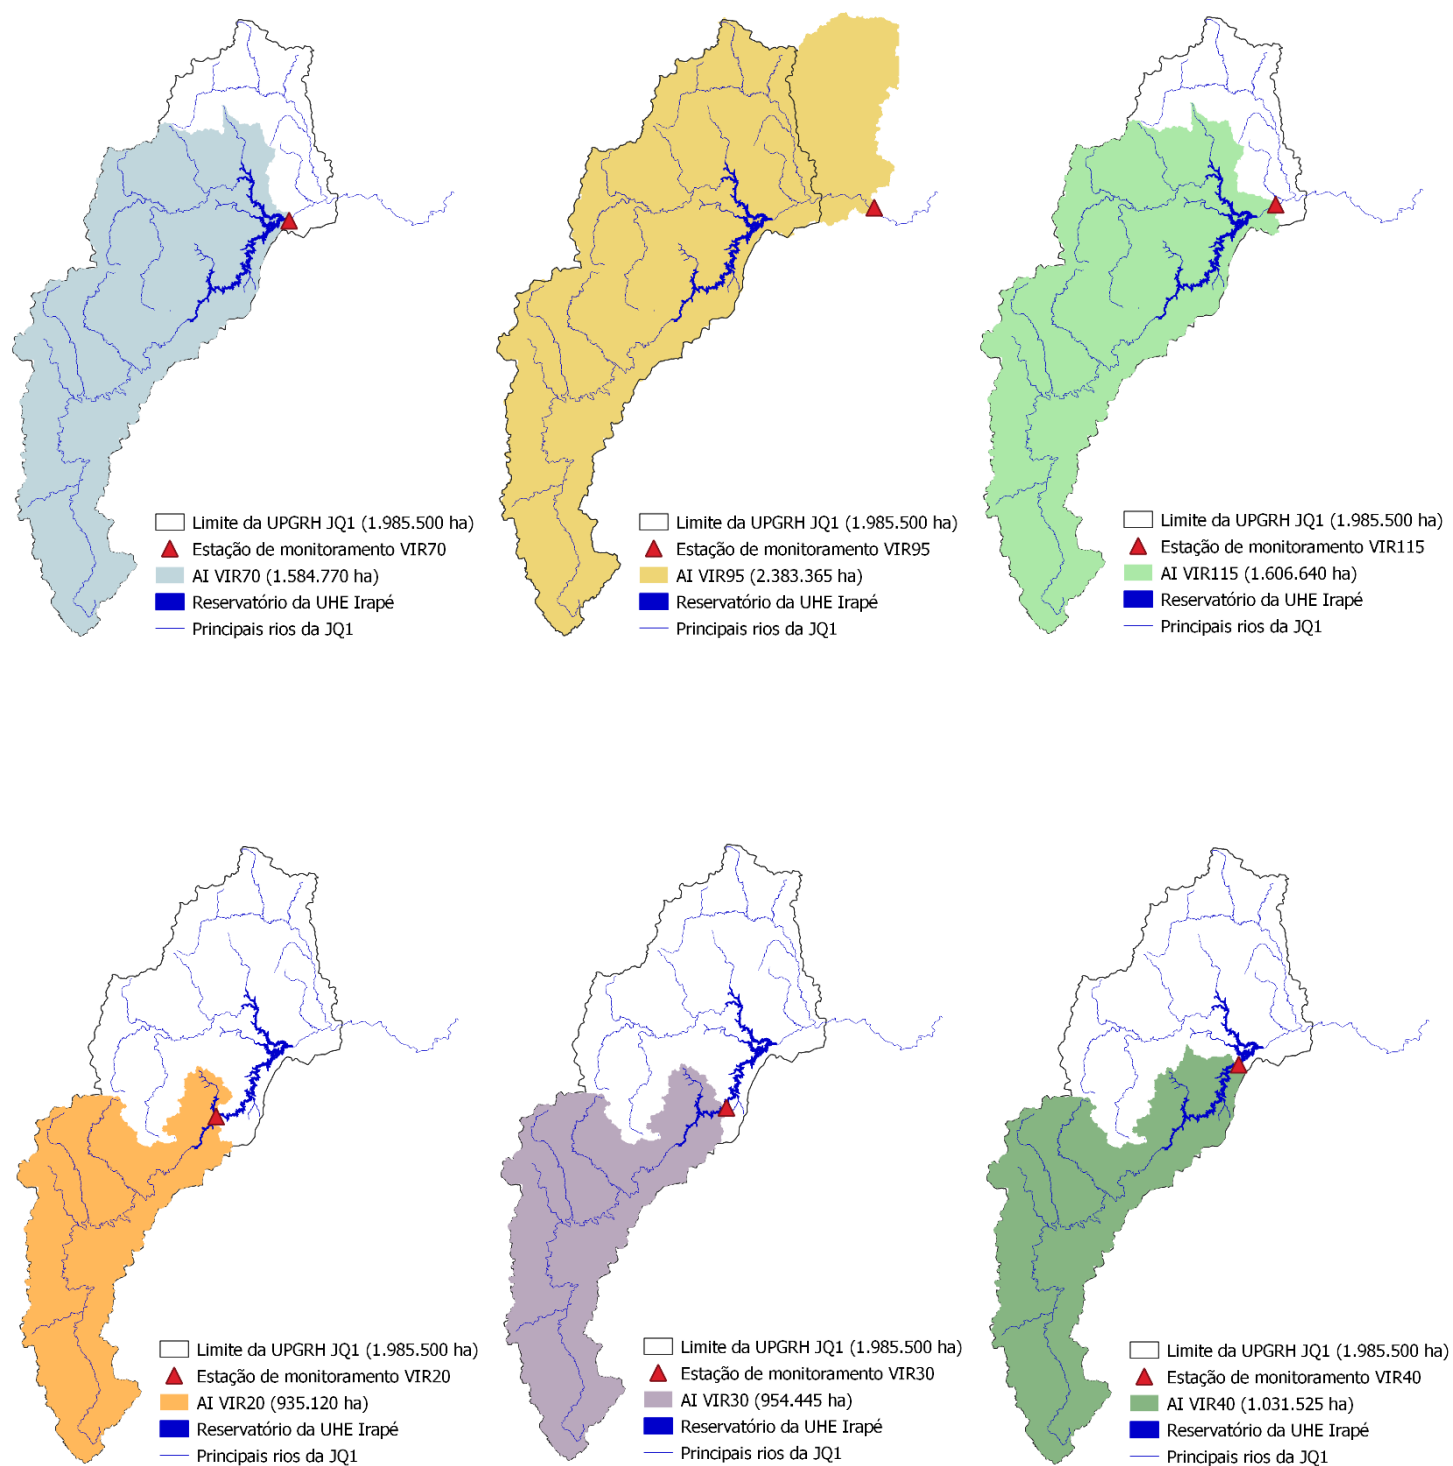 Limite da UPGRH JQ1 (1.985.500 ha)
Estação de monitoramento VIR70
AI VIR70 (1.584.770 ha)
Reservatório da UHE Irapé
Principais rios da JQ1
Limite da UPGRH JQ1 (1.985.500 ha)
Estação de monitoramento VIR95
AI VIR95 (2.383.365 ha)
Reservatório da UHE Irapé
Principais rios da JQ1
Limite da UPGRH JQ1 (1.985.500 ha)
Estação de monitoramento VIR115
AI VIR115 (1.606.640 ha)
Reservatório da UHE Irapé
Principais rios da JQ1
Limite da UPGRH JQ1 (1.985.500 ha)
Estação de monitoramento VIR20
AI VIR20 (935.120 ha)
Reservatório da UHE Irapé
Principais rios da JQ1
Limite da UPGRH JQ1 (1.985.500 ha)
Estação de monitoramento VIR30
AI VIR30 (954.445 ha)
Reservatório da UHE Irapé
Principais rios da JQ1
Limite da UPGRH JQ1 (1.985.500 ha)
Estação de monitoramento VIR40
AI VIR40 (1.031.525 ha)
Reservatório da UHE Irapé
Principais rios da JQ1